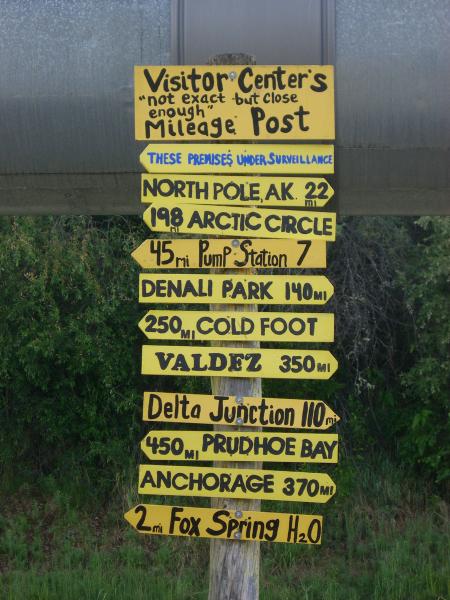 Visitor Center's
"not exact but close
enough"
Mileage Post
THESE PREMISES UNDER SURVEILLANCE
NORTH POLE, AK. 22 mi
198 mi ARCTIC CIRCLE
45 mi Pump Station 7
DENALI PARK 140 MI
250 MI COLD FOOT
VALDEZ 350 MI
Delta Junction 110 mi
450 MI PRUDHOE BAY
ANCHORAGE 370 MI
2 mi Fox Spring H2O